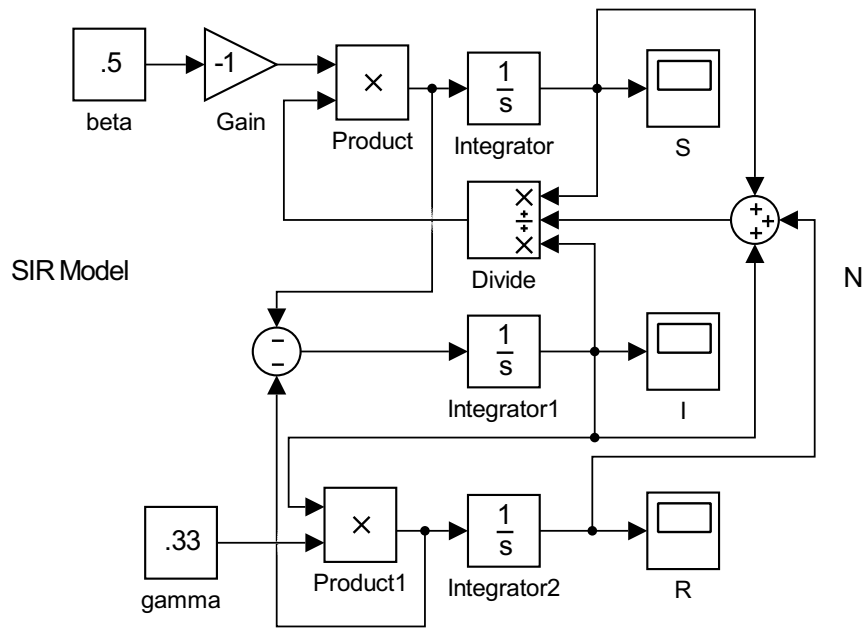 .5
-1
×
1
s
beta
Gain
Product
Integrator
S
×
÷
×
+
+
+
Divide
SIR Model
N
−
−
1
s
Integrator1
I
.33
×
1
s
gamma
Product1
Integrator2
R